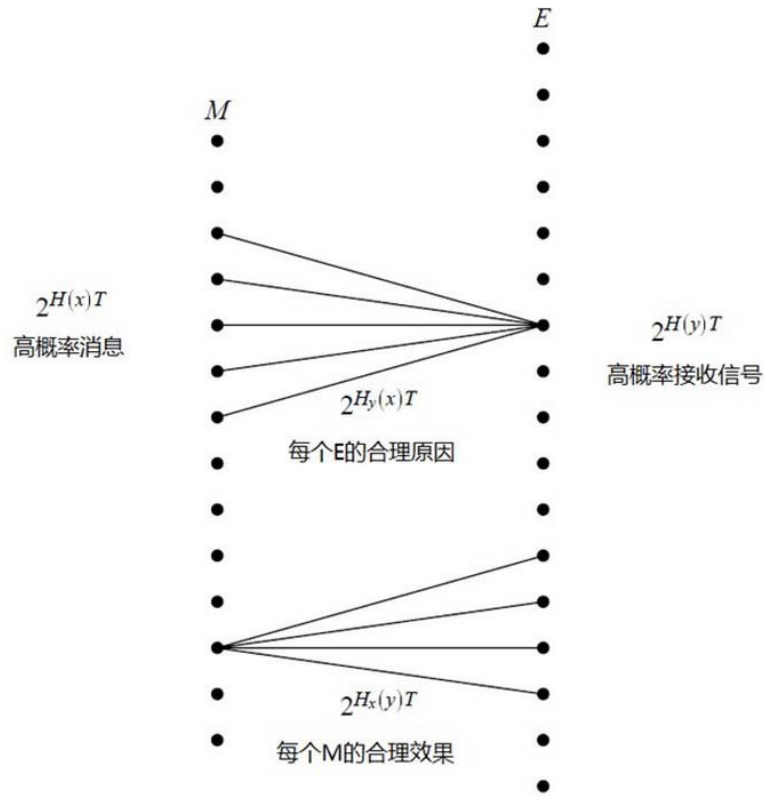 E
M
2^{H(x)T}
高概率消息
2^{H(y)T}
高概率接收信号
2^{H_y(x)T}
每个E的合理原因
2^{H_x(y)T}
每个M的合理效果